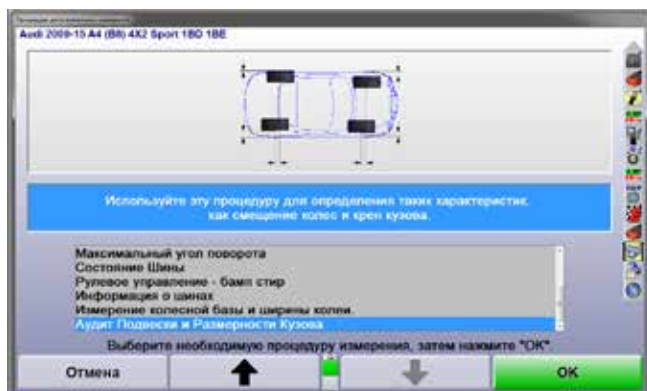 Audi 2009-15 A4 (B8) 4X2 Sport 1BD 1BE
Используйте эту процедуру для определения таких характеристик,
как смещение колес и крен кузова.
Максимальный угол поворота
Состояние Шины
Рулевое управление - бамп стир
Информация о шинах
Измерение колесной базы и ширины колеи.
Аудит Подвески и Размерности Кузова
Выберите необходимую процедуру измерения, затем нажмите "OK".
Отмена
OK